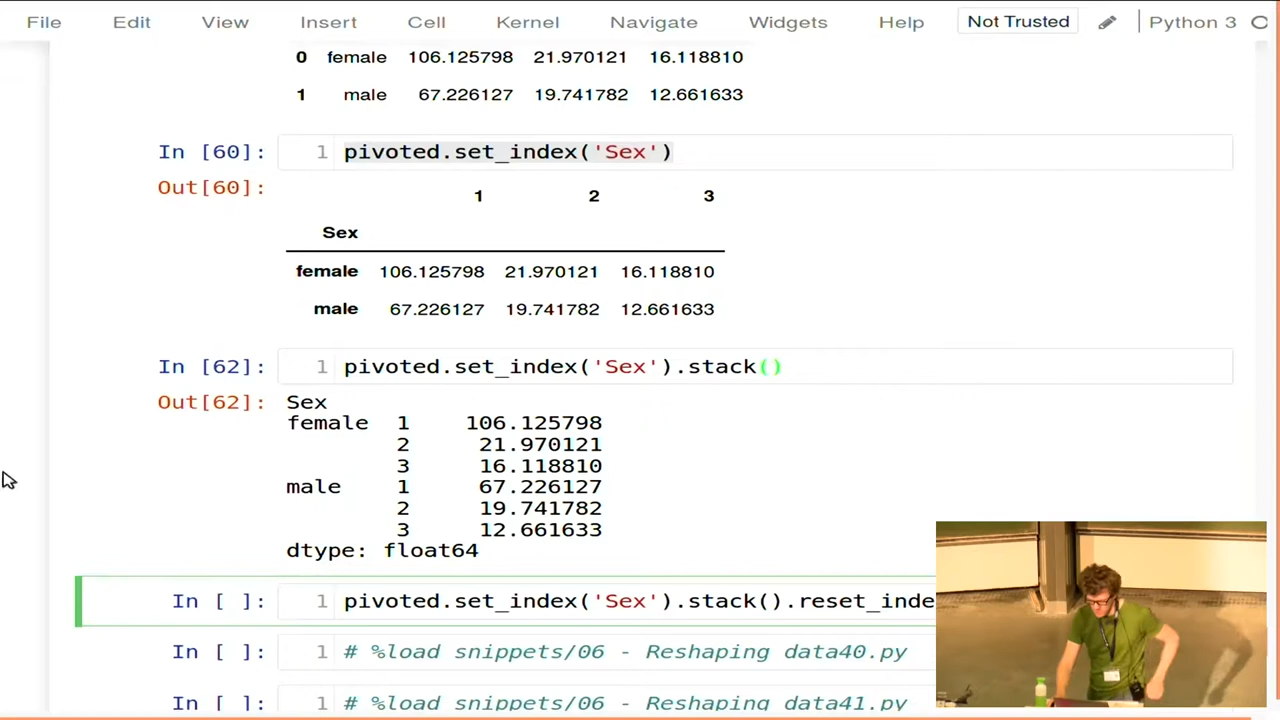 File Edit View Insert Cell Kernel Navigate Widgets Help Not Trusted Python 3
0 female 106.125798 21.970121 16.118810
1 male 67.226127 19.741782 12.661633
In [60]: 1 pivoted.set_index('Sex')
Out[60]:
1 2 3
Sex
female 106.125798 21.970121 16.118810
male 67.226127 19.741782 12.661633
In [62]: 1 pivoted.set_index('Sex').stack()
Out[62]: Sex
female 1 106.125798
2 21.970121
3 16.118810
male 1 67.226127
2 19.741782
3 12.661633
dtype: float64
In [ ]: 1 pivoted.set_index('Sex').stack().reset_inde
In [ ]: 1 # %load snippets/06 - Reshaping data40.py
In [ ]: 1 # %load snippets/06 - Reshaping data41.py